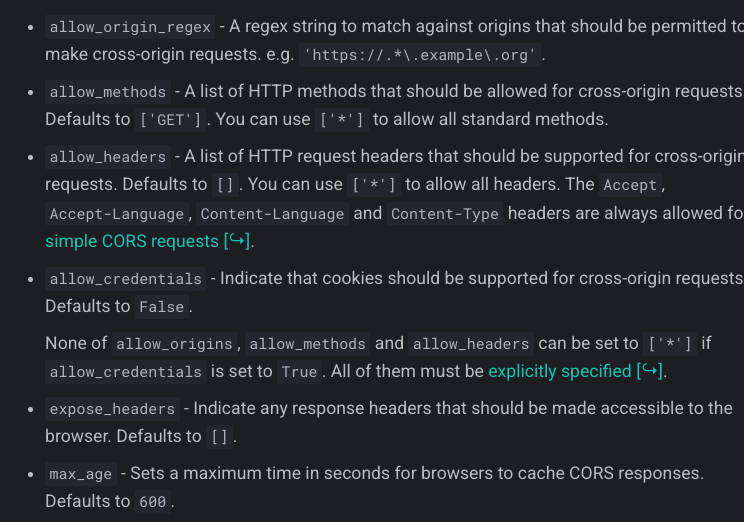 allow_origin_regex - A regex string to match against origins that should be permitted to
make cross-origin requests. e.g. 'https://.*\.example\.org'.
allow_methods - A list of HTTP methods that should be allowed for cross-origin requests
Defaults to ['GET']. You can use ['*'] to allow all standard methods.
allow_headers - A list of HTTP request headers that should be supported for cross-origin
requests. Defaults to []. You can use ['*'] to allow all headers. The Accept,
Accept-Language, Content-Language and Content-Type headers are always allowed fo
simple CORS requests [↪].
allow_credentials - Indicate that cookies should be supported for cross-origin requests
Defaults to False.
None of allow_origins, allow_methods and allow_headers can be set to ['*'] if
allow_credentials is set to True. All of them must be explicitly specified [↪].
expose_headers - Indicate any response headers that should be made accessible to the
browser. Defaults to [].
max_age - Sets a maximum time in seconds for browsers to cache CORS responses.
Defaults to 600.